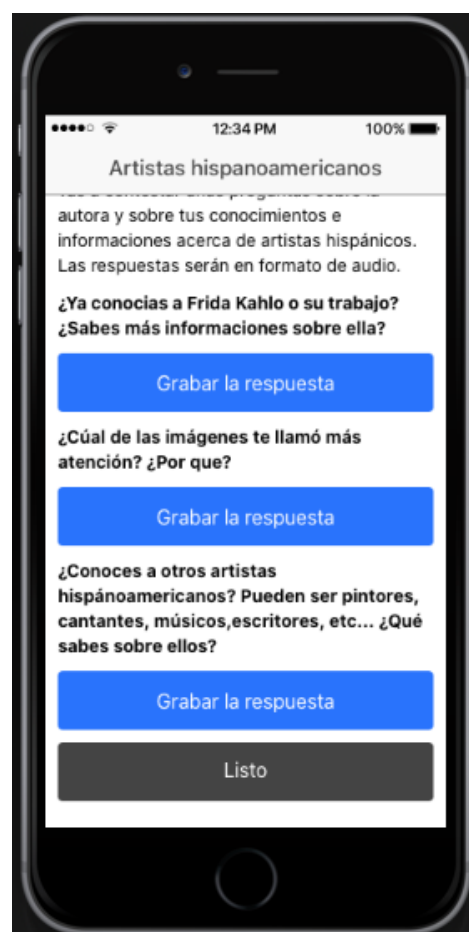 12:34 PM
100%
Artistas hispanoamericanos
autora y sobre tus conocimientos e
informaciones acerca de artistas hispánicos.
Las respuestas serán en formato de audio.
¿Ya conocias a Frida Kahlo o su trabajo?
¿Sabes más informaciones sobre ella?
Grabar la respuesta
¿Cúal de las imágenes te llamó más
atención? ¿Por que?
Grabar la respuesta
¿Conoces a otros artistas
hispánoamericanos? Pueden ser pintores,
cantantes, músicos,escritores, etc... ¿Qué
sabes sobre ellos?
Grabar la respuesta
Listo